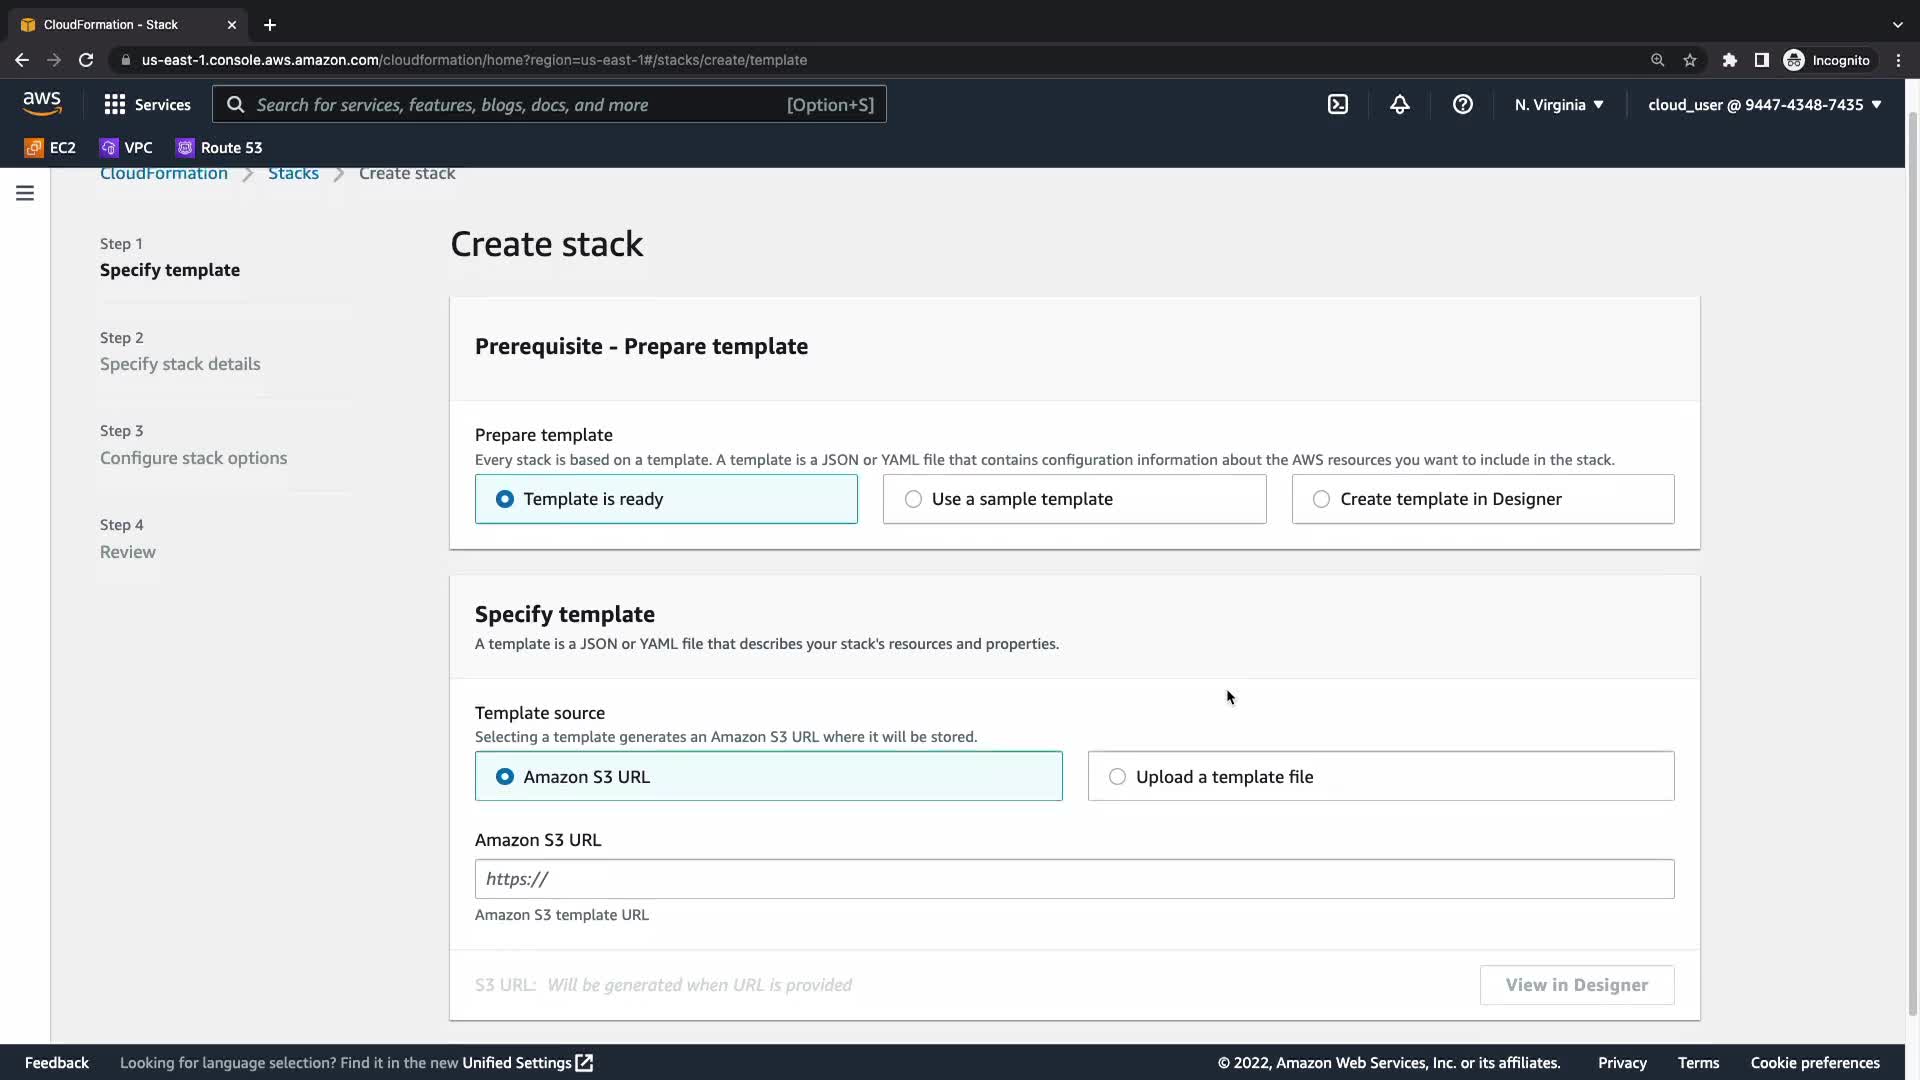 CloudFormation - Stack
us-east-1.console.aws.amazon.com/cloudformation/home?region=us-east-1#/stacks/create/template
Incognito
aws
Services
Search for services, features, blogs, docs, and more
[Option+S]
N. Virginia
cloud_user @ 9447-4348-7435
EC2
VPC
Route 53
CloudFormation
Stacks
Create stack
Step 1
Specify template
Step 2
Specify stack details
Step 3
Configure stack options
Step 4
Review
Create stack
Prerequisite - Prepare template
Prepare template
Every stack is based on a template. A template is a JSON or YAML file that contains configuration information about the AWS resources you want to include in the stack.
Template is ready
Use a sample template
Create template in Designer
Specify template
A template is a JSON or YAML file that describes your stack's resources and properties.
Template source
Selecting a template generates an Amazon S3 URL where it will be stored.
Amazon S3 URL
Upload a template file
Amazon S3 URL
https://
Amazon S3 template URL
S3 URL: Will be generated when URL is provided
View in Designer
Feedback
Looking for language selection? Find it in the new Unified Settings
© 2022, Amazon Web Services, Inc. or its affiliates.
Privacy
Terms
Cookie preferences